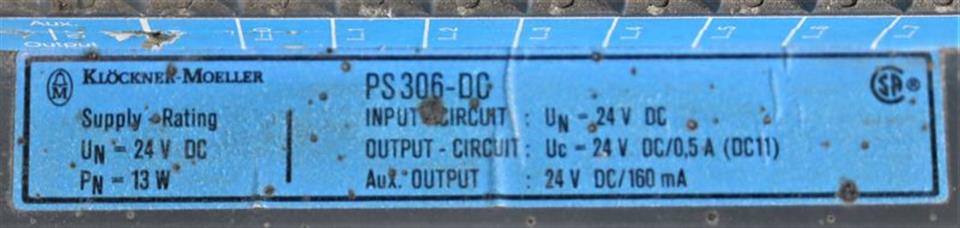 Aux.
Output
KLÖCKNER-MOELLER
Supply - Rating
UN = 24 V DC
PN = 13 W
PS 306-DC
INPUT - CIRCUIT : UN = 24 V DC
OUTPUT - CIRCUIT : Uc = 24 V DC/0,5 A (DC11)
Aux. OUTPUT : 24 V DC/160 mA